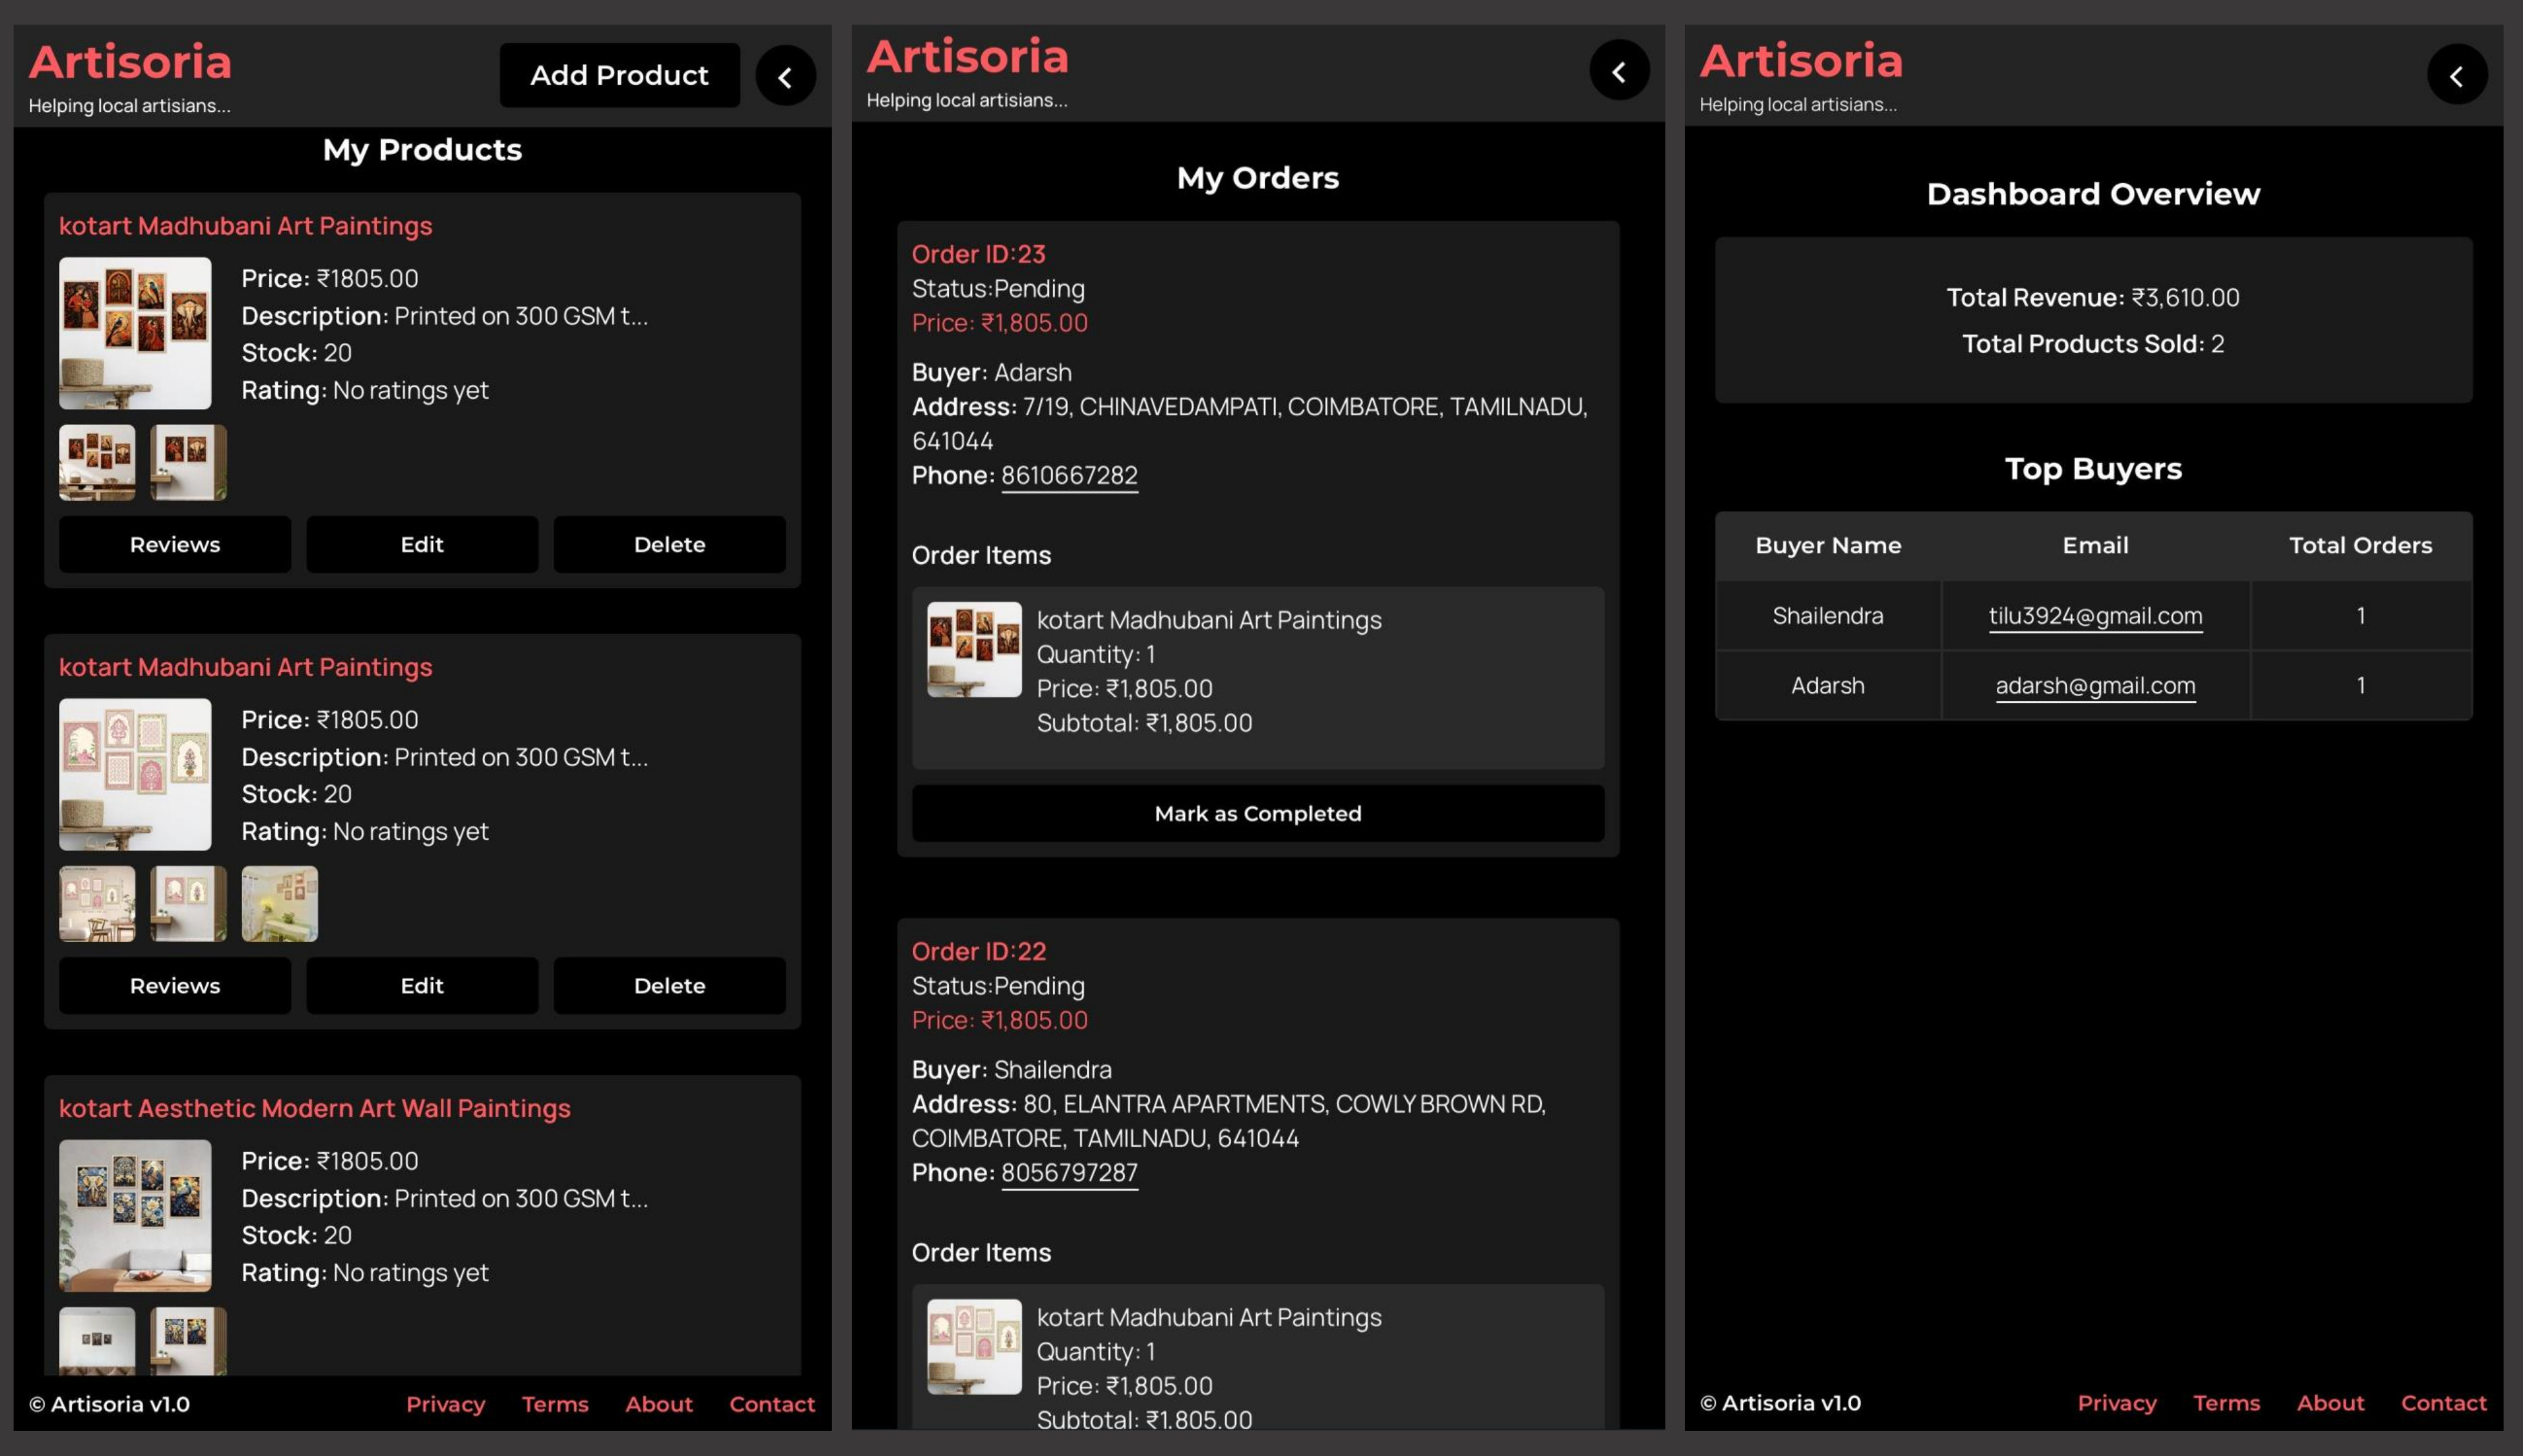 Artisoria
Helping local artisians...
Add Product
My Products
kotart Madhubani Art Paintings
Price: ₹1805.00
Description: Printed on 300 GSM t...
Stock: 20
Rating: No ratings yet
Reviews
Edit
Delete
kotart Madhubani Art Paintings
Price: ₹1805.00
Description: Printed on 300 GSM t...
Stock: 20
Rating: No ratings yet
Reviews
Edit
Delete
kotart Aesthetic Modern Art Wall Paintings
Price: ₹1805.00
Description: Printed on 300 GSM t...
Stock: 20
Rating: No ratings yet
© Artisoria v1.0
Privacy
Terms
About
Contact
Artisoria
Helping local artisians...
My Orders
Order ID:23
Status:Pending
Price: ₹1,805.00
Buyer: Adarsh
Address: 7/19, CHINAVEDAMPATI, COIMBATORE, TAMILNADU,
641044
Phone: 8610667282
Order Items
kotart Madhubani Art Paintings
Quantity: 1
Price: ₹1,805.00
Subtotal: ₹1,805.00
Mark as Completed
Order ID:22
Status:Pending
Price: ₹1,805.00
Buyer: Shailendra
Address: 80, ELANTRA APARTMENTS, COWLY BROWN RD,
COIMBATORE, TAMILNADU, 641044
Phone: 8056797287
Order Items
kotart Madhubani Art Paintings
Quantity: 1
Price: ₹1,805.00
Subtotal: ₹1,805.00
Artisoria
Helping local artisians...
Dashboard Overview
Total Revenue: ₹3,610.00
Total Products Sold: 2
Top Buyers
Buyer Name Email Total Orders
Shailendra tilu3924@gmail.com 1
Adarsh adarsh@gmail.com 1
© Artisoria v1.0
Privacy
Terms
About
Contact